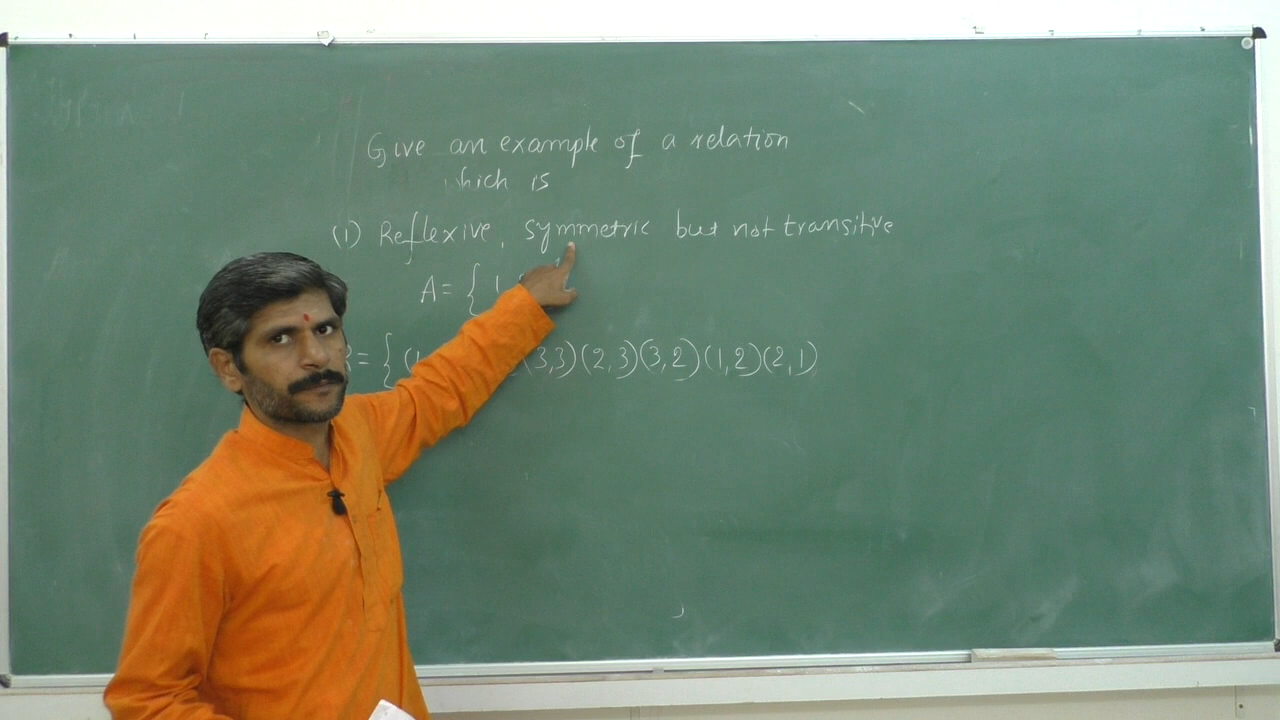 Give an example of a relation
which is
(1) Reflexive, symmetric but not transitive
A = { 1
= { (1 (3,3) (2,3) (3,2) (1,2) (2,1)